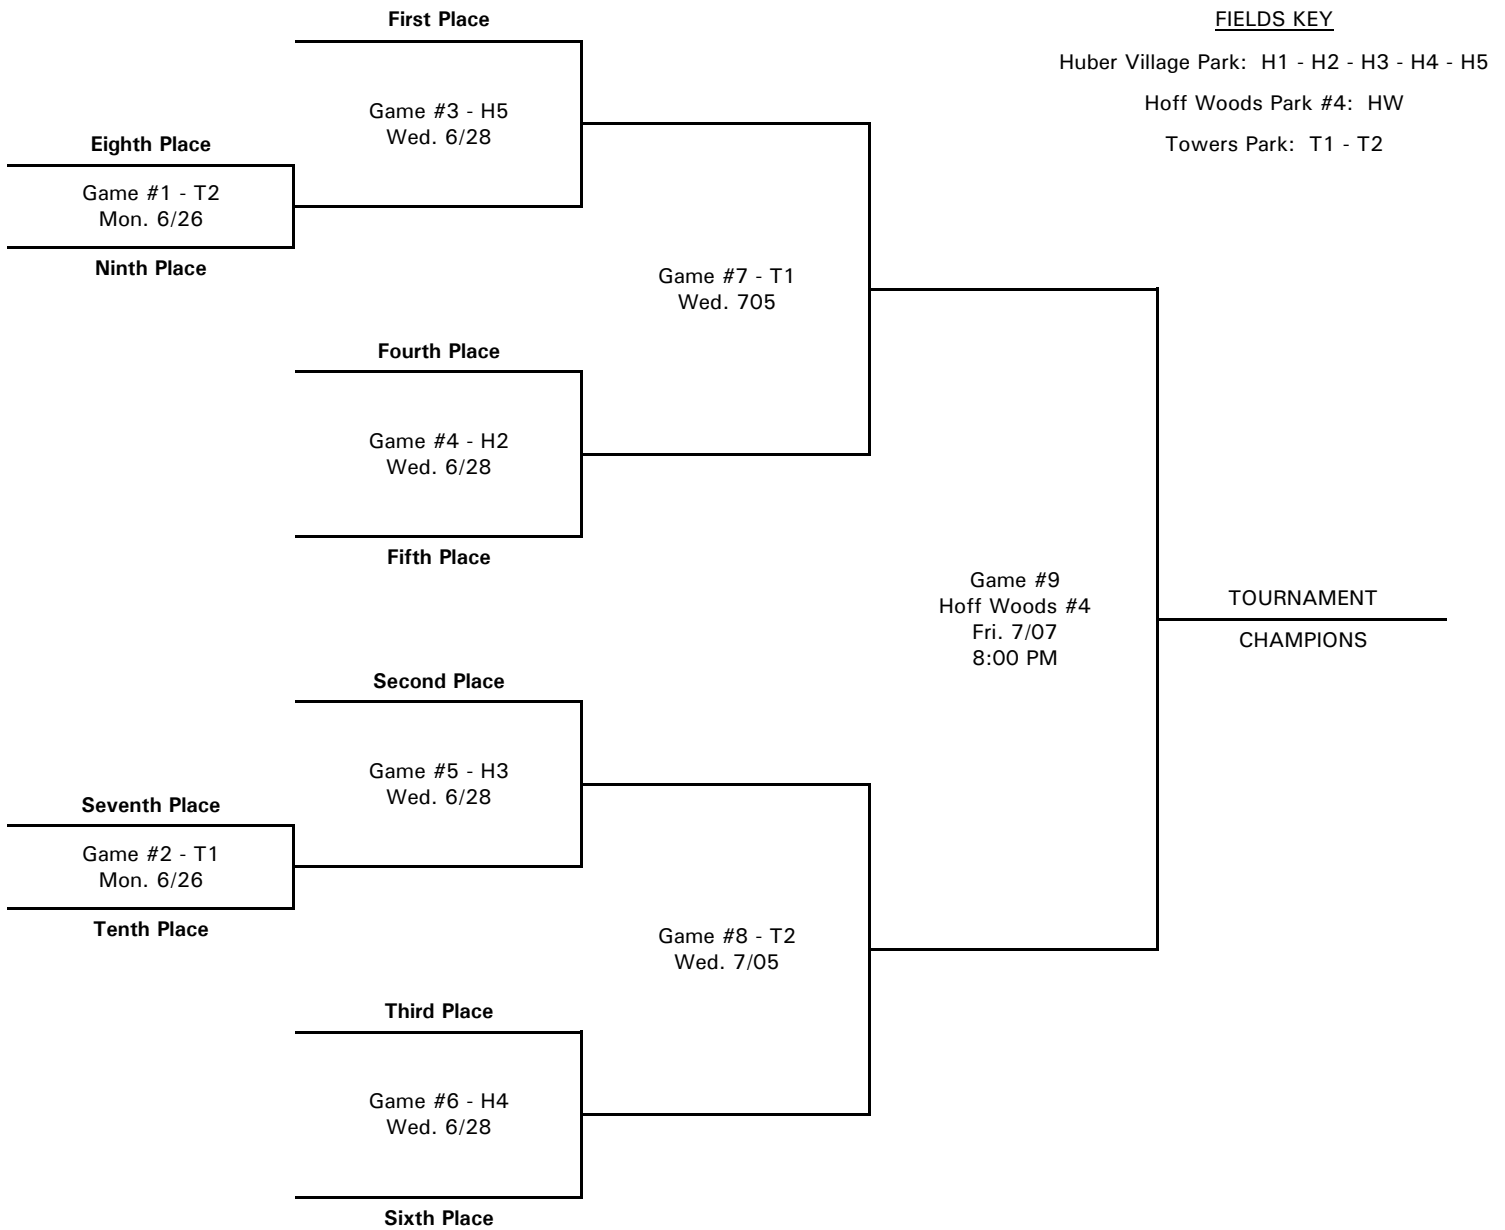 First Place
FIELDS KEY
Huber Village Park: H1 - H2 - H3 - H4 - H5
Hoff Woods Park #4: HW
Towers Park: T1 - T2
Game #3 - H5
Wed. 6/28
Eighth Place
Game #1 - T2
Mon. 6/26
Ninth Place
Game #7 - T1
Wed. 705
Fourth Place
Game #4 - H2
Wed. 6/28
Fifth Place
Game #9
Hoff Woods #4
Fri. 7/07
8:00 PM
TOURNAMENT
CHAMPIONS
Second Place
Game #5 - H3
Wed. 6/28
Seventh Place
Game #2 - T1
Mon. 6/26
Tenth Place
Game #8 - T2
Wed. 7/05
Third Place
Game #6 - H4
Wed. 6/28
Sixth Place